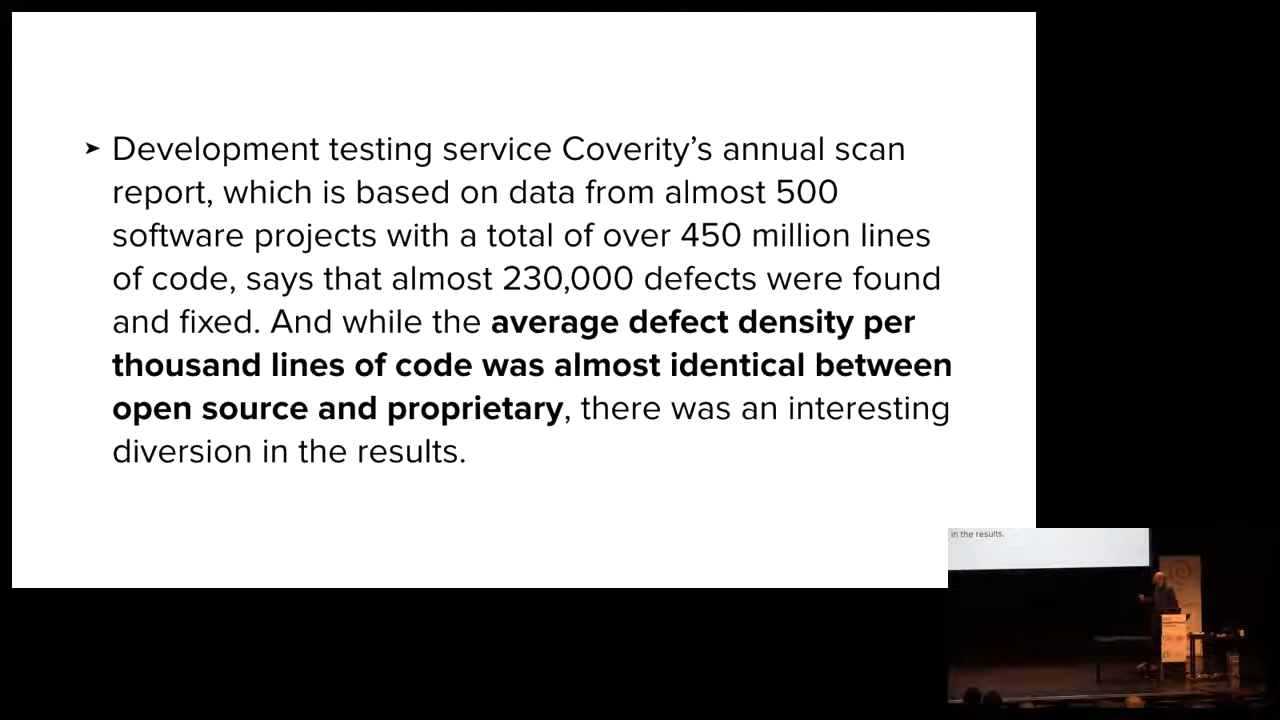 ➤ Development testing service Coverity’s annual scan
report, which is based on data from almost 500
software projects with a total of over 450 million lines
of code, says that almost 230,000 defects were found
and fixed. And while the average defect density per
thousand lines of code was almost identical between
open source and proprietary, there was an interesting
diversion in the results.
in the results.